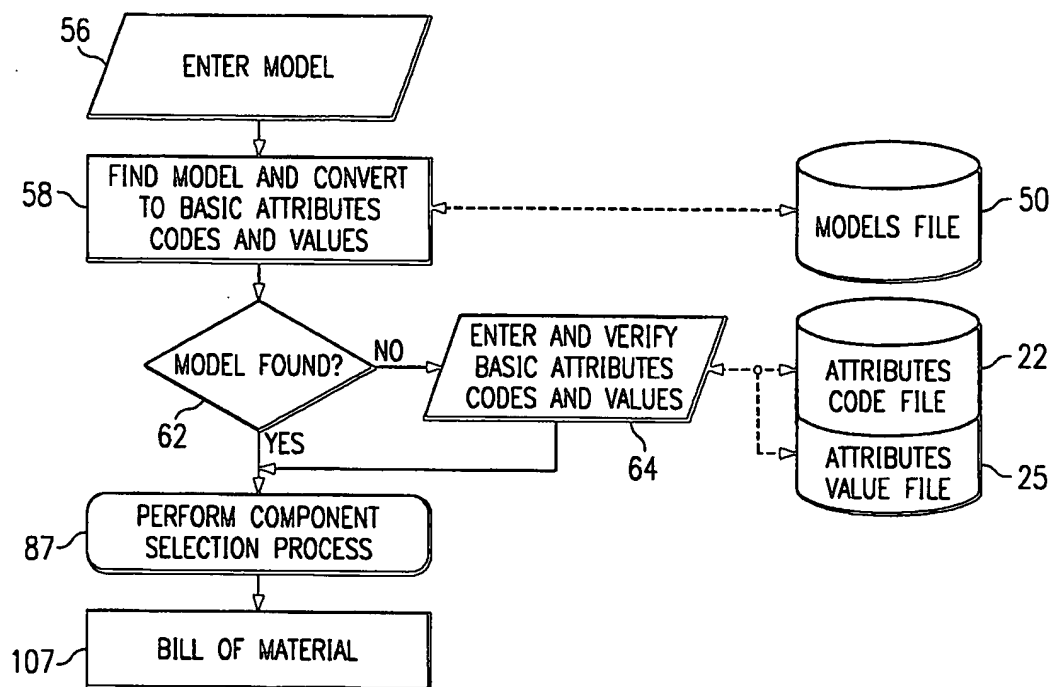 56
ENTER MODEL
58
FIND MODEL AND CONVERT
TO BASIC ATTRIBUTES
CODES AND VALUES
MODELS FILE
50
MODEL FOUND?
NO
62
YES
ENTER AND VERIFY
BASIC ATTRIBUTES
CODES AND VALUES
64
ATTRIBUTES
CODE FILE
22
ATTRIBUTES
VALUE FILE
25
87
PERFORM COMPONENT
SELECTION PROCESS
107
BILL OF MATERIAL